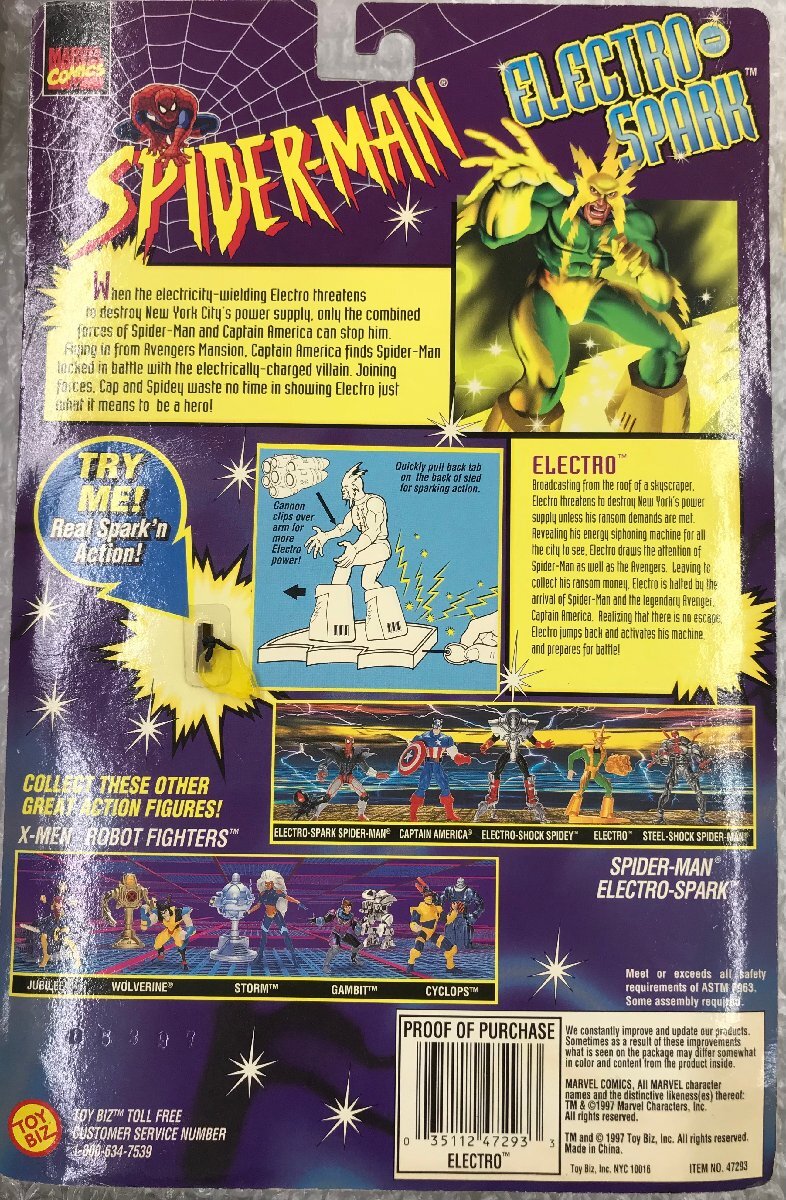 MARVEL
COMICS
SPIDER-MAN®
ELECTRO-
SPARK™
When the electricity-wielding Electro threatens
to destroy New York City's power supply, only the combined
forces of Spider-Man and Captain America can stop him.
Flying in from Avengers Mansion, Captain America finds Spider-Man
locked in battle with the electrically-charged villain. Joining
forces, Cap and Spidey waste no time in showing Electro just
what it means to be a hero!
TRY
ME!
Real Spark'n
Action!
Quickly pull back tab
on the back of sled
for sparking action.
Cannon
clips over
arm for
more
Electro
power!
ELECTRO™
Broadcasting from the roof of a skyscraper,
Electro threatens to destroy New York's power
supply unless his ransom demands are met.
Revealing his energy siphoning machine for all
the city to see, Electro draws the attention of
Spider-Man as well as the Avengers. Leaving to
collect his ransom money, Electro is halted by the
arrival of Spider-Man and the legendary Avenger,
Captain America. Realizing that there is no escape,
Electro jumps back and activates his machine
and prepares for battle!
COLLECT THESE OTHER
GREAT ACTION FIGURES!
ELECTRO-SPARK SPIDER-MAN® CAPTAIN AMERICA® ELECTRO-SHOCK SPIDEY™ ELECTRO™ STEEL-SHOCK SPIDER-MAN®
X-MEN ROBOT FIGHTERS™
SPIDER-MAN®
ELECTRO-SPARK™
JUBILEE WOLVERINE® STORM™ GAMBIT™ CYCLOPS™
Meet or exceeds all safety
requirements of ASTM F963.
Some assembly required.
TOY
BIZ
TOY BIZ™ TOLL FREE
CUSTOMER SERVICE NUMBER
1-800-634-7539
PROOF OF PURCHASE
0 35112 47293 3
ELECTRO™
We constantly improve and update our products.
Sometimes as a result of these improvements
what is seen on the package may differ somewhat
in color and content from the product inside.
MARVEL COMICS, All MARVEL character
names and the distinctive likeness(es) thereof:
TM & ©1997 Marvel Characters, Inc.
All rights reserved.
TM and © 1997 Toy Biz, Inc. All rights reserved.
Made in China.
Toy Biz, Inc. NYC 10016 ITEM NO. 47293